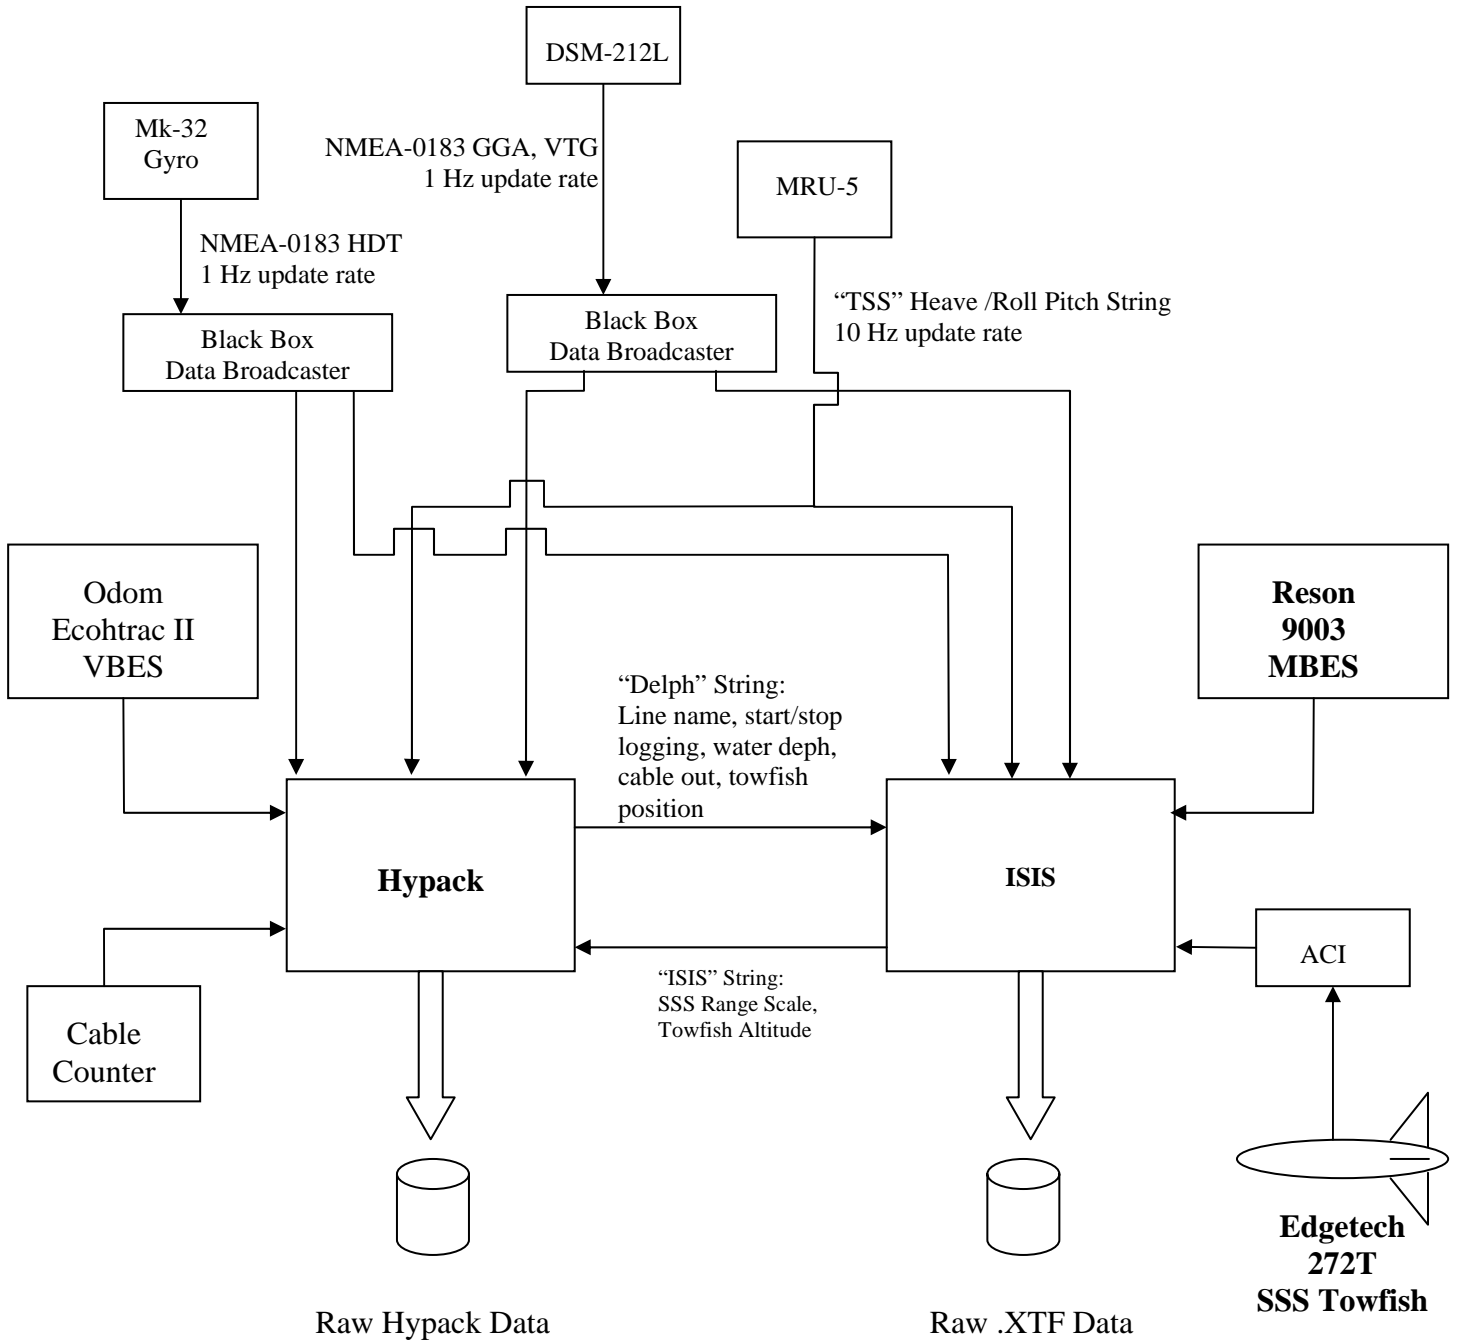 DSM-212L
Mk-32
Gyro
NMEA-0183 GGA, VTG
1 Hz update rate
MRU-5
NMEA-0183 HDT
1 Hz update rate
“TSS” Heave /Roll Pitch String
10 Hz update rate
Black Box
Data Broadcaster
Black Box
Data Broadcaster
Odom
Ecohtrac II
VBES
Reson
9003
MBES
“Delph” String:
Line name, start/stop
logging, water deph,
cable out, towfish
position
Hypack
ISIS
ACI
“ISIS” String:
SSS Range Scale,
Towfish Altitude
Cable
Counter
Edgetech
272T
SSS Towfish
Raw Hypack Data
Raw .XTF Data